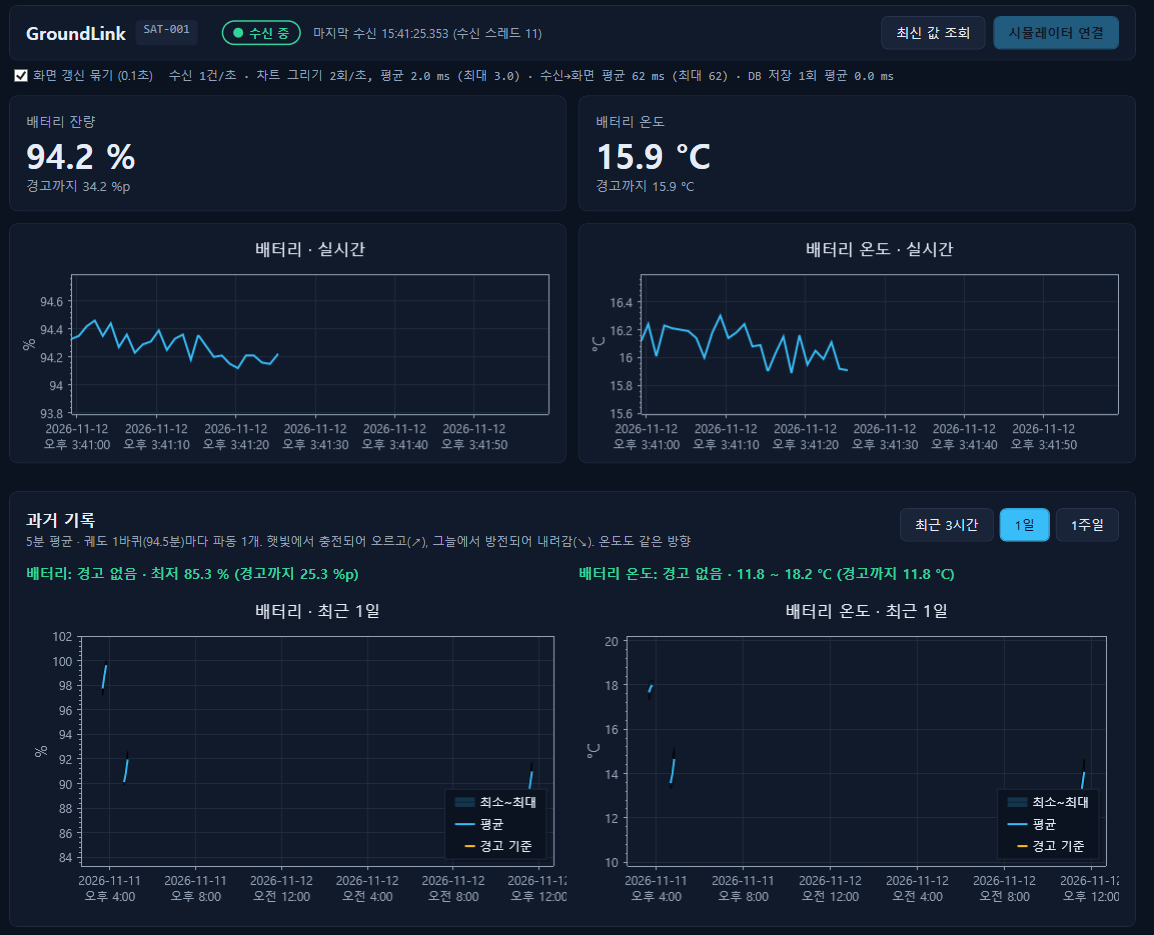 GroundLink SAT-001 수신 중 마지막 수신 15:41:25.353 (수신 스레드 11) 최신 값 조회 시뮬레이터 연결
화면 갱신 묶기 (0.1초) 수신 1건/초 · 차트 그리기 2회/초, 평균 2.0 ms (최대 3.0) · 수신→화면 평균 62 ms (최대 62) · DB 저장 1회 평균 0.0 ms
배터리 잔량
94.2 %
경고까지 34.2 %p
배터리 온도
15.9 °C
경고까지 15.9 °C
배터리 · 실시간
%
94.6
94.4
94.2
94
93.8
2026-11-12 2026-11-12 2026-11-12 2026-11-12 2026-11-12 2026-11-12
오후 3:41:00 오후 3:41:10 오후 3:41:20 오후 3:41:30 오후 3:41:40 오후 3:41:50
배터리 온도 · 실시간
°C
16.4
16.2
16
15.8
15.6
2026-11-12 2026-11-12 2026-11-12 2026-11-12 2026-11-12 2026-11-12
오후 3:41:00 오후 3:41:10 오후 3:41:20 오후 3:41:30 오후 3:41:40 오후 3:41:50
과거 기록 최근 3시간 1일 1주일
5분 평균 · 궤도 1바퀴(94.5분)마다 파동 1개. 햇빛에서 충전되어 오르고(↗), 그늘에서 방전되어 내려감(↘). 온도도 같은 방향
배터리: 경고 없음 · 최저 85.3 % (경고까지 25.3 %p)
배터리 온도: 경고 없음 · 11.8 ~ 18.2 °C (경고까지 11.8 °C)
배터리 · 최근 1일
%
102
100
98
96
94
92
90
88
86
84
최소~최대
평균
경고 기준
2026-11-11 2026-11-11 2026-11-12 2026-11-12 2026-11-12 2026-11-12
오후 4:00 오후 8:00 오전 12:00 오전 4:00 오전 8:00 오후 12:00
배터리 온도 · 최근 1일
°C
20
18
16
14
12
10
최소~최대
평균
경고 기준
2026-11-11 2026-11-11 2026-11-12 2026-11-12 2026-11-12 2026-11-12
오후 4:00 오후 8:00 오전 12:00 오전 4:00 오전 8:00 오후 12:00